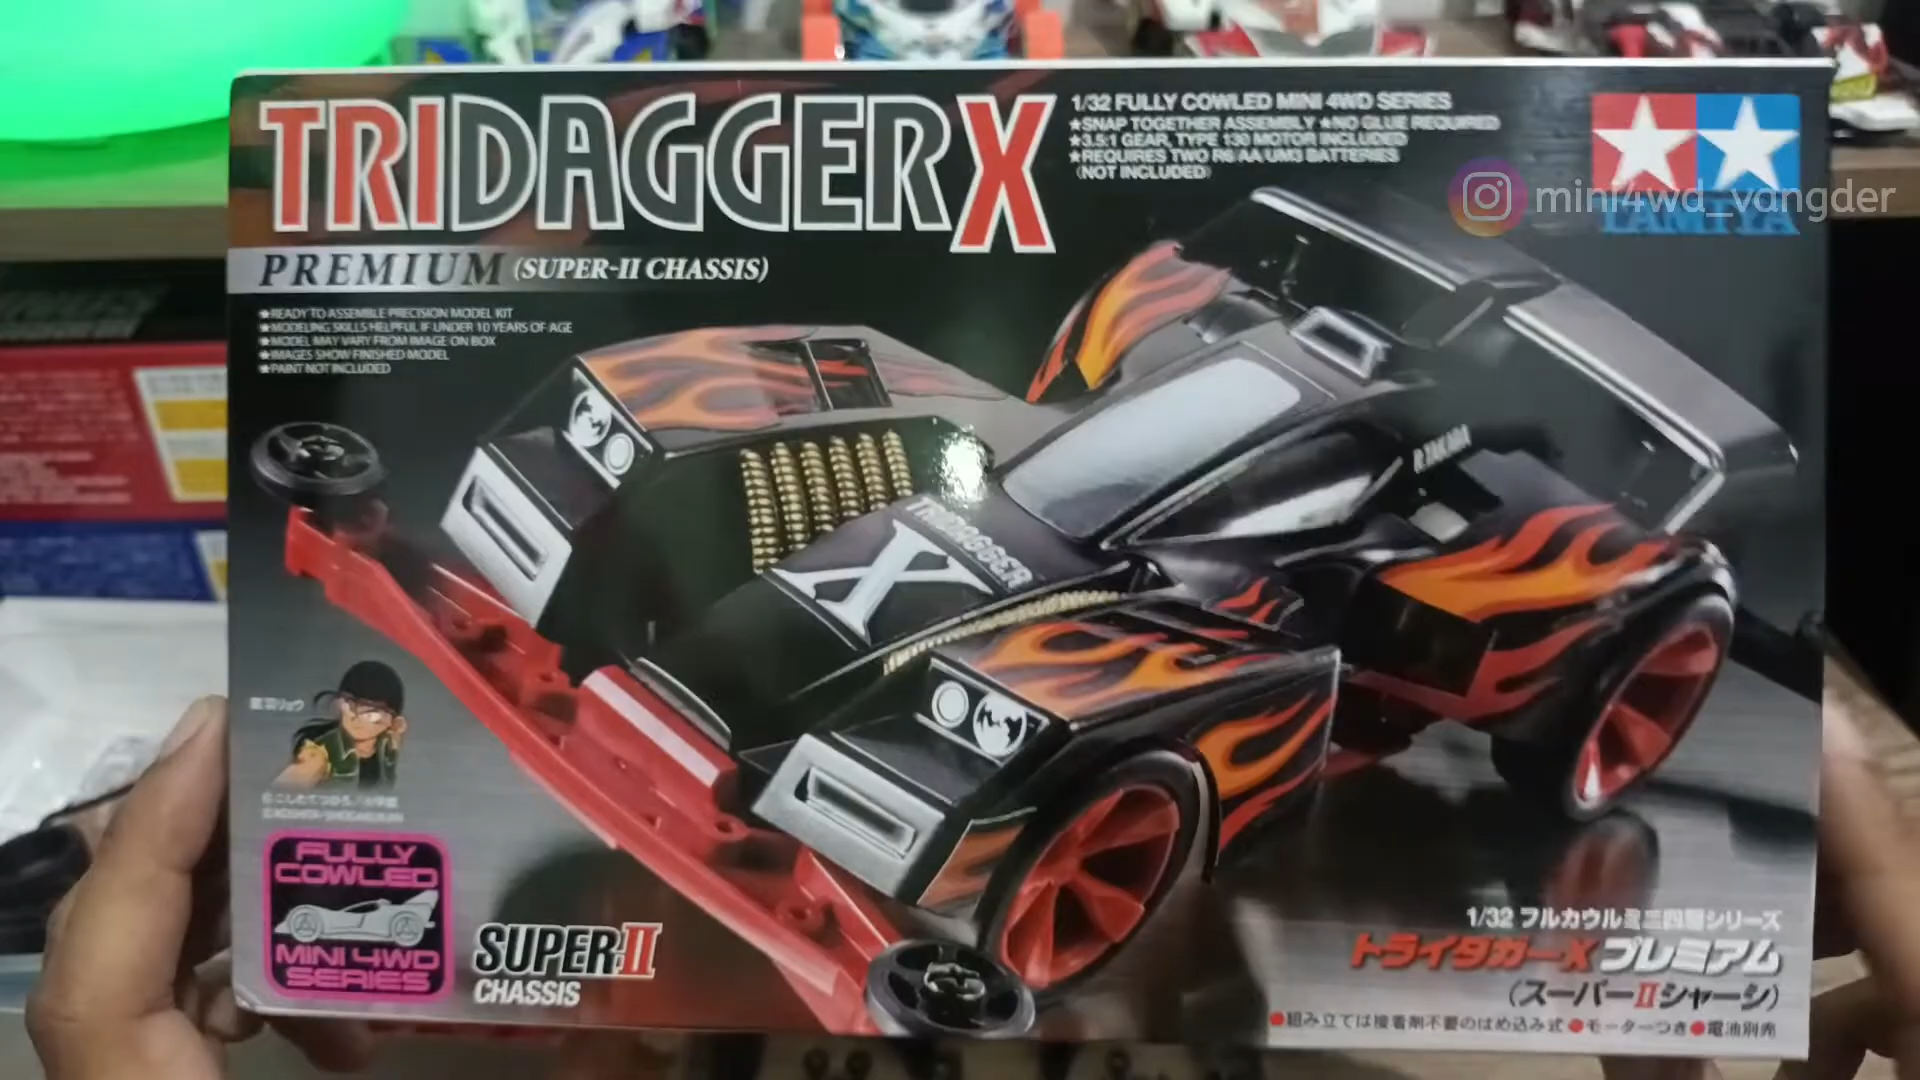 TRIDAGGER X
PREMIUM (SUPER-II CHASSIS)
★READY TO ASSEMBLE PRECISION MODEL KIT
★MODELING SKILLS HELPFUL IF UNDER 10 YEARS OF AGE
★MODEL MAY VARY FROM IMAGE ON BOX
★IMAGES SHOW FINISHED MODEL
★PAINT NOT INCLUDED
1/32 FULLY COWLED MINI 4WD SERIES
★SNAP TOGETHER ASSEMBLY ★NO GLUE REQUIRED
★3.5:1 GEAR, TYPE 130 MOTOR INCLUDED
★REQUIRES TWO R6/AA/UM3 BATTERIES
(NOT INCLUDED)
mini4wd_vangder
TAMIYA
R.TAKABA
TRIDAGGER
X
鷹羽リョウ
FULLY
COWLED
MINI 4WD
SERIES
SUPER-II
CHASSIS
1/32 フルカウルミニ四駆シリーズ
トライダガーX プレミアム
(スーパーIIシャーシ)
●組み立ては接着剤不要のはめ込み式 ●モーターつき ●電池別売